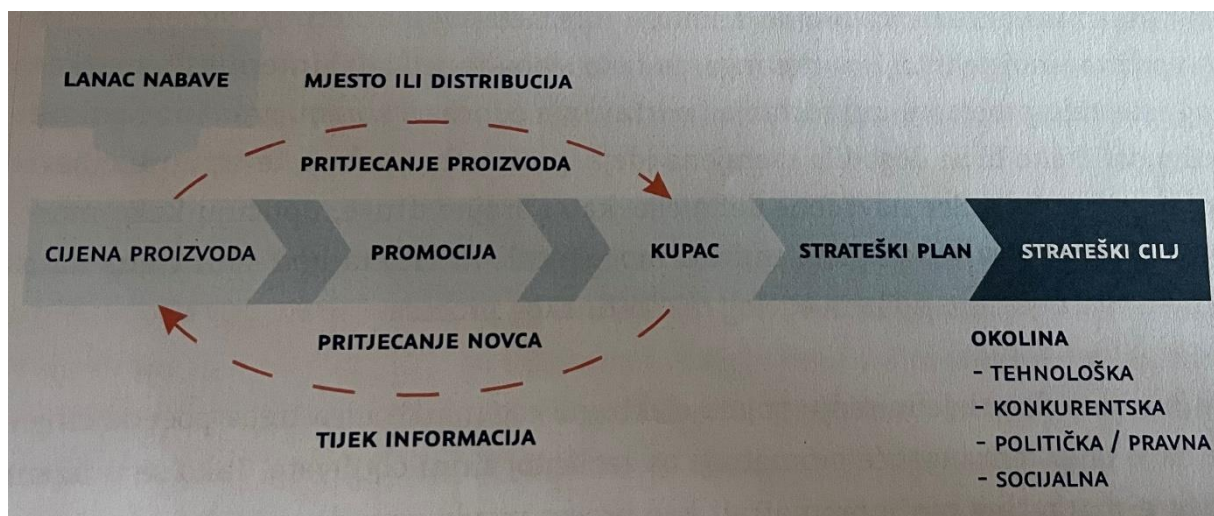 LANAC NABAVE
MJESTO ILI DISTRIBUCIJA
PRITJECANJE PROIZVODA
CIJENA PROIZVODA
PROMOCIJA
KUPAC
STRATEŠKI PLAN
STRATEŠKI CILJ
PRITJECANJE NOVCA
TIJEK INFORMACIJA
OKOLINA
- TEHNOLOŠKA
- KONKURENTSKA
- POLITIČKA / PRAVNA
- SOCIJALNA